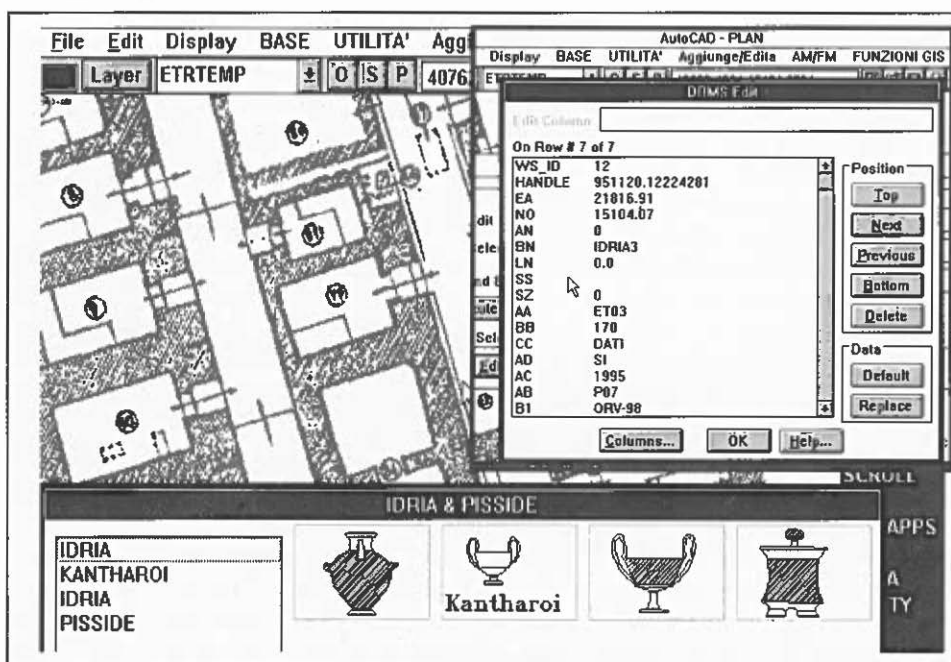 File Edit Display BASE UTILITA' Aggi
Layer ETRTEMP O S P 4076
AutoCAD - PLAN
Display BASE UTILITA' Aggiunge/Edita AM/FM FUNZIONI GIS
ETRTEMP O S P
DDMS Edit
Edit Column
On Row # 7 of 7
WS_ID 12
HANDLE 951120.12224281
EA 21816.91
NO 15104.07
AN 0
BN IDRIA3
LN 0.0
SS
SZ 0
AA ET03
BB 170
CC DATI
AD SI
AC 1995
AB P07
B1 ORV-98
Position
Top
Next
Previous
Bottom
Delete
Data
Default
Replace
Columns... OK Help...
SCROLL
APPS
A
TY
IDRIA & PISSIDE
IDRIA
KANTHAROI
IDRIA
PISSIDE
Kantharoi